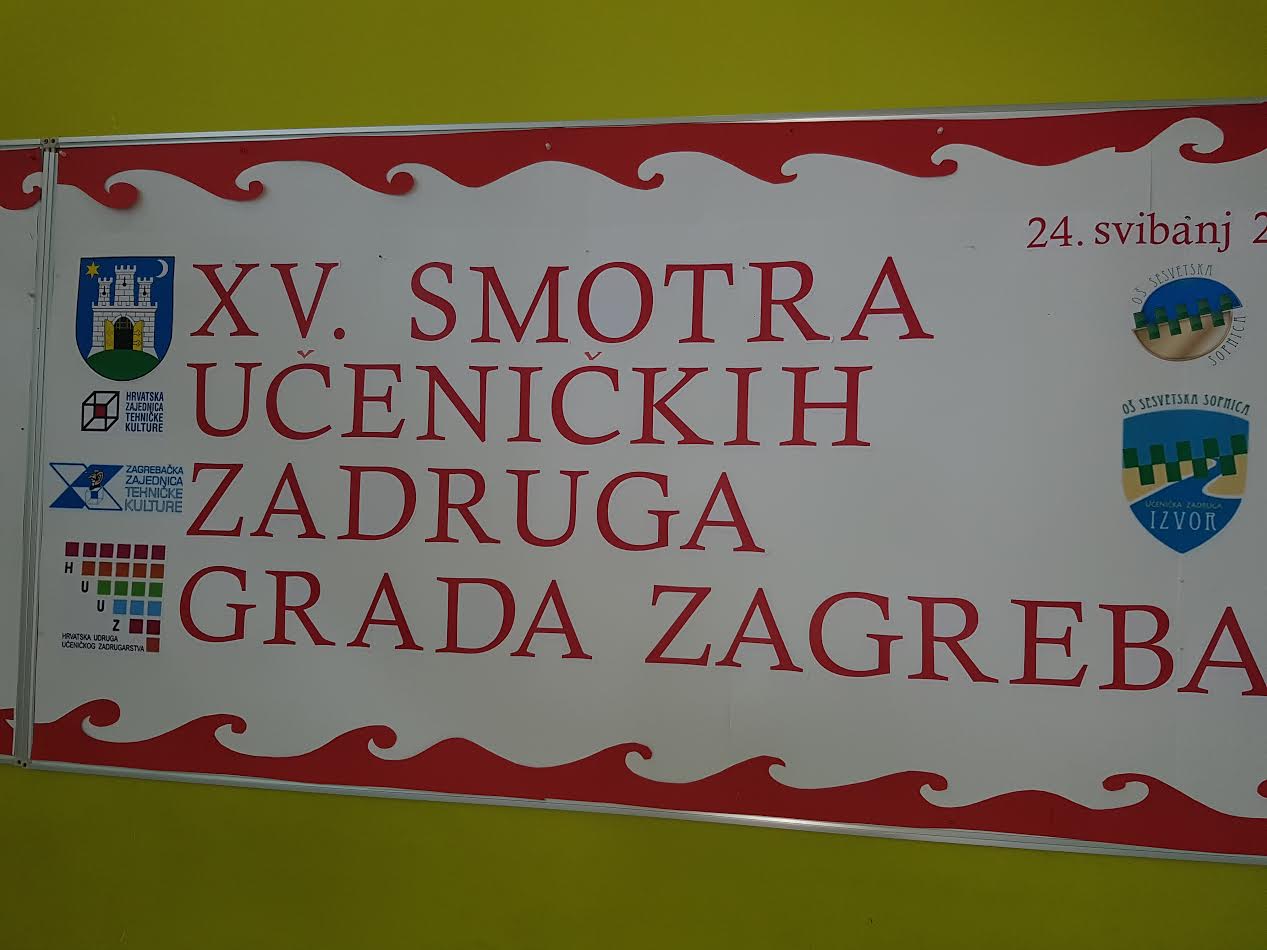 24. svibanj 2
XV. SMOTRA
UČENIČKIH
ZADRUGA
GRADA ZAGREBA
HRVATSKA
ZAJEDNICA
TEHNIČKE
KULTURE
ZAGREBAČKA
ZAJEDNICA
TEHNIČKE
KULTURE
H
U
U
Z
HRVATSKA UDRUGA
UČENIČKOG ZADRUGARSTVA
OŠ SESVETSKA
SOPNICA
OŠ SESVETSKA SOPNICA
UČENIČKA ZADRUGA
IZVOR